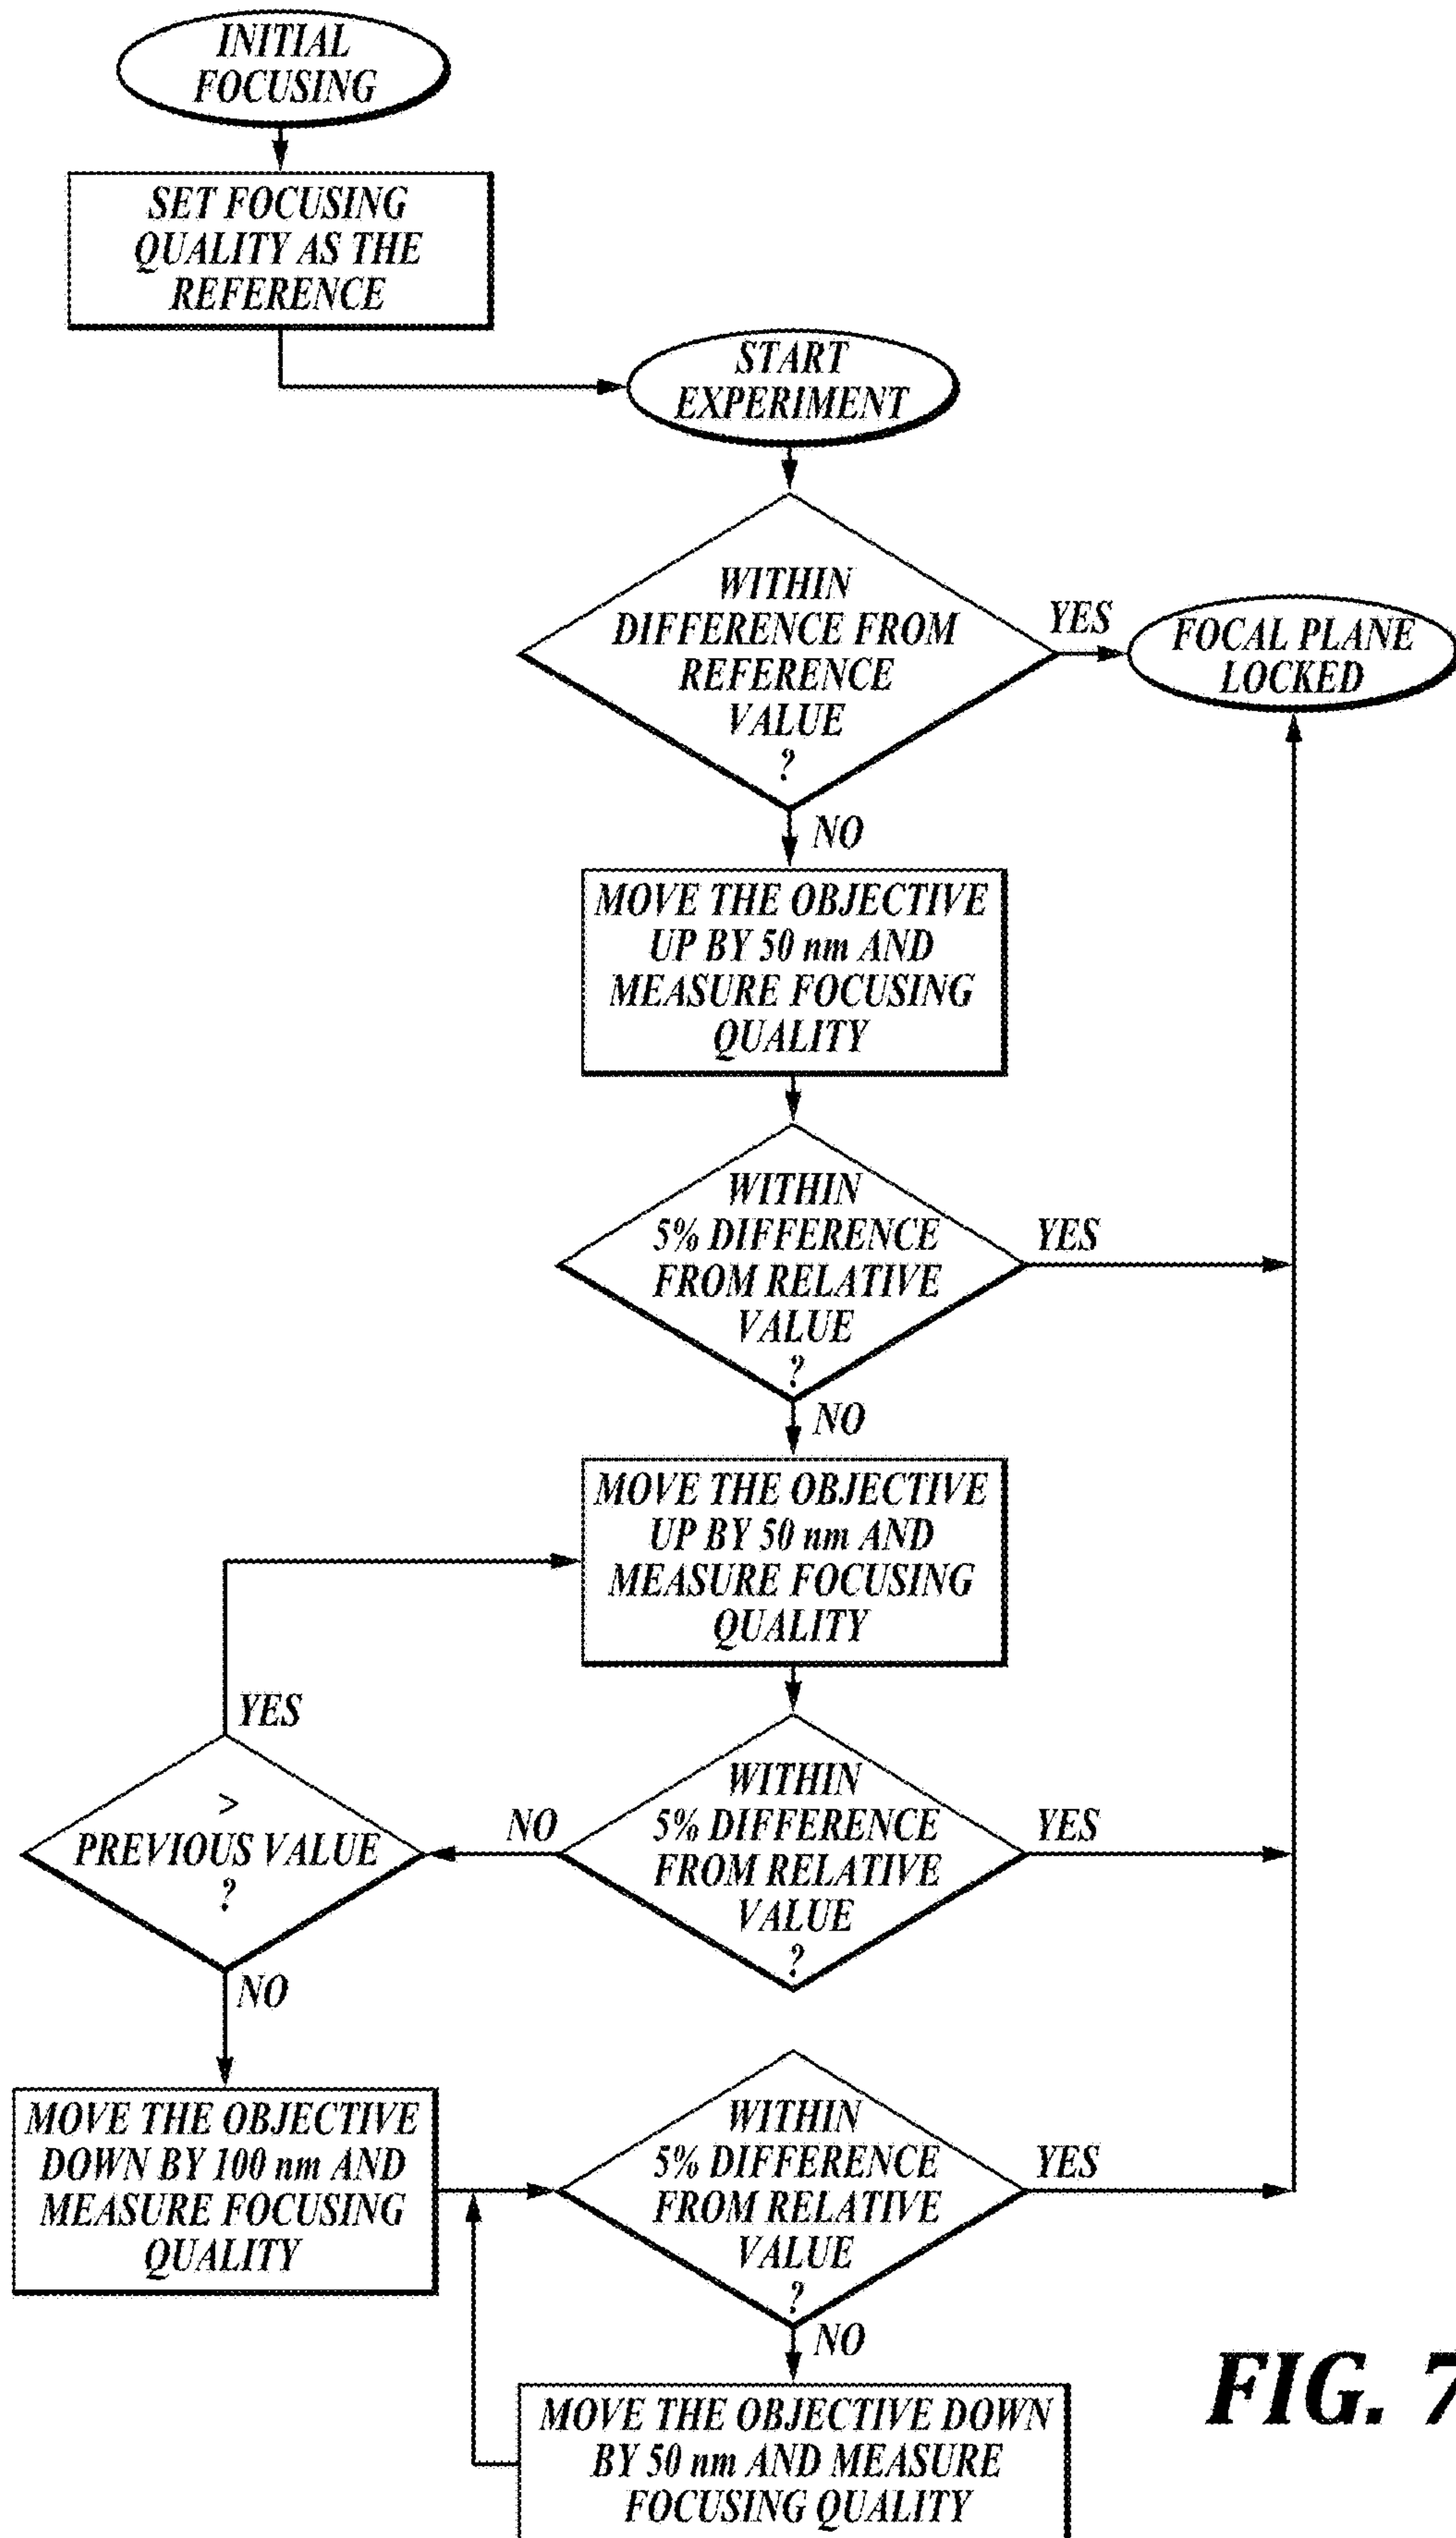 INITIAL
FOCUSING
SET FOCUSING
QUALITY AS THE
REFERENCE
START
EXPERIMENT
WITHIN
DIFFERENCE FROM
REFERENCE
VALUE
?
YES
FOCAL PLANE
LOCKED
NO
MOVE THE OBJECTIVE
UP BY 50 nm AND
MEASURE FOCUSING
QUALITY
WITHIN
5% DIFFERENCE
FROM RELATIVE
VALUE
?
YES
NO
MOVE THE OBJECTIVE
UP BY 50 nm AND
MEASURE FOCUSING
QUALITY
WITHIN
5% DIFFERENCE
FROM RELATIVE
VALUE
?
YES
NO
>
PREVIOUS VALUE
?
YES
NO
MOVE THE OBJECTIVE
DOWN BY 100 nm AND
MEASURE FOCUSING
QUALITY
WITHIN
5% DIFFERENCE
FROM RELATIVE
VALUE
?
YES
NO
MOVE THE OBJECTIVE DOWN
BY 50 nm AND MEASURE
FOCUSING QUALITY
FIG. 7